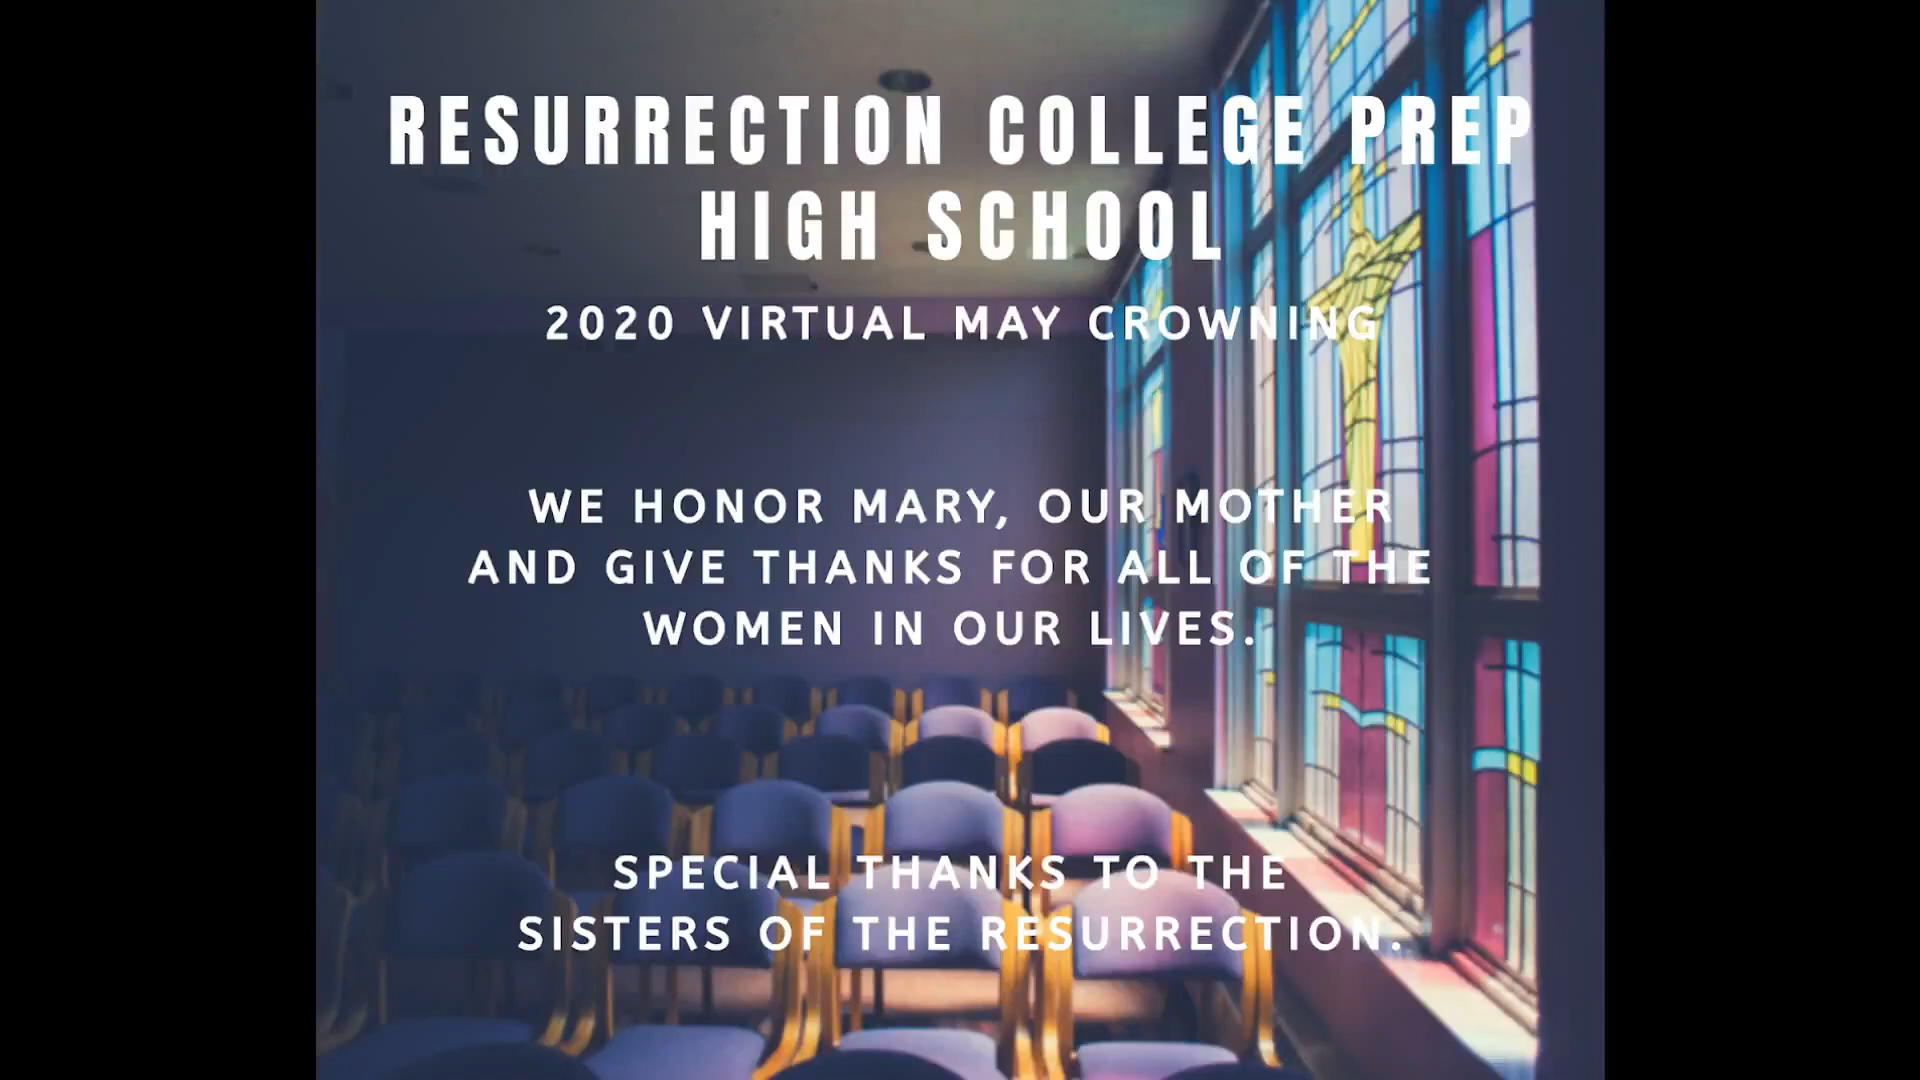 RESURRECTION COLLEGE PREP
HIGH SCHOOL
2020 VIRTUAL MAY CROWNING
WE HONOR MARY, OUR MOTHER
AND GIVE THANKS FOR ALL OF THE
WOMEN IN OUR LIVES.
SPECIAL THANKS TO THE
SISTERS OF THE RESURRECTION.